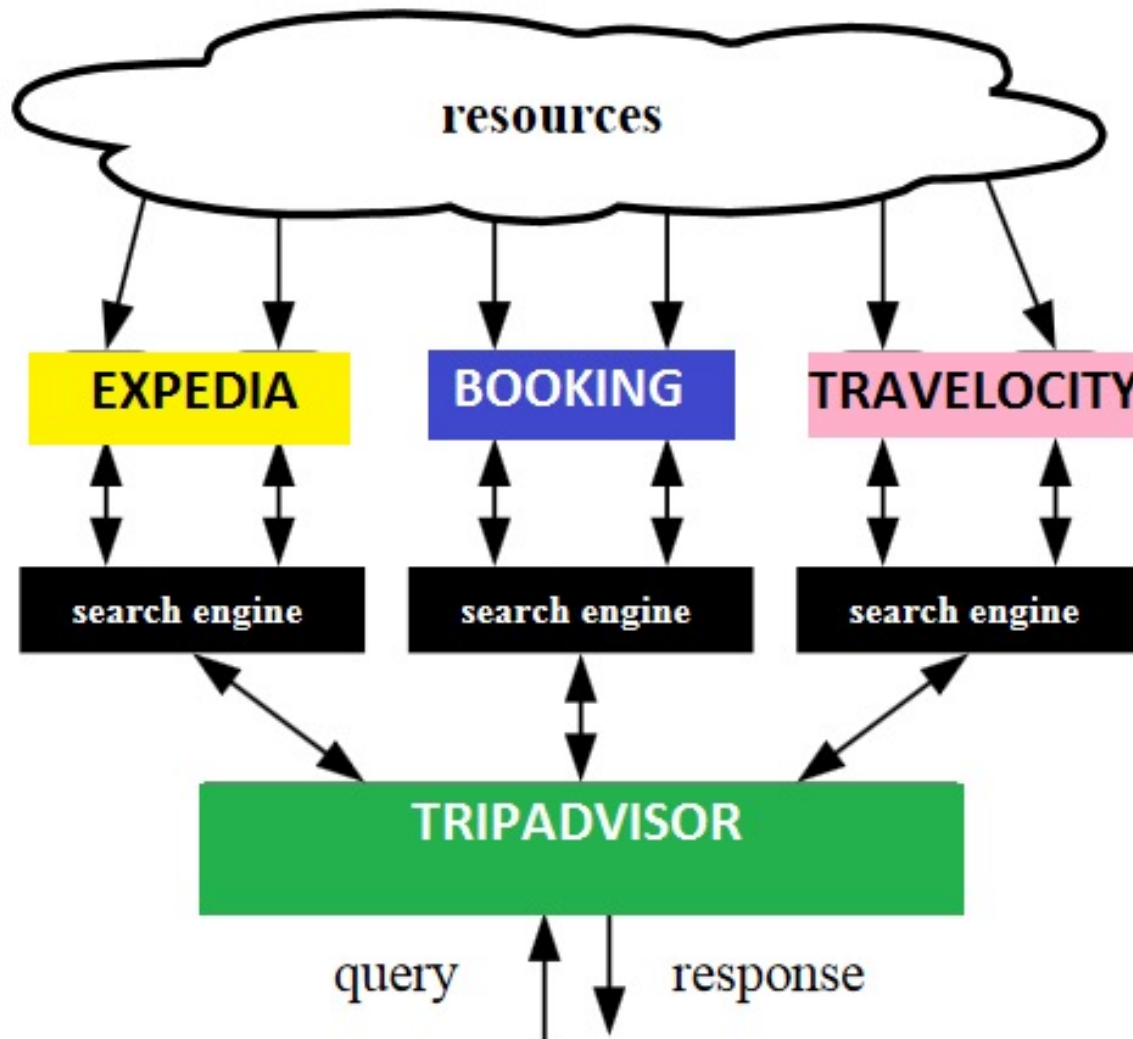 resources
EXPEDIA
BOOKING
TRAVELOCITY
search engine
search engine
search engine
TRIPADVISOR
query
response